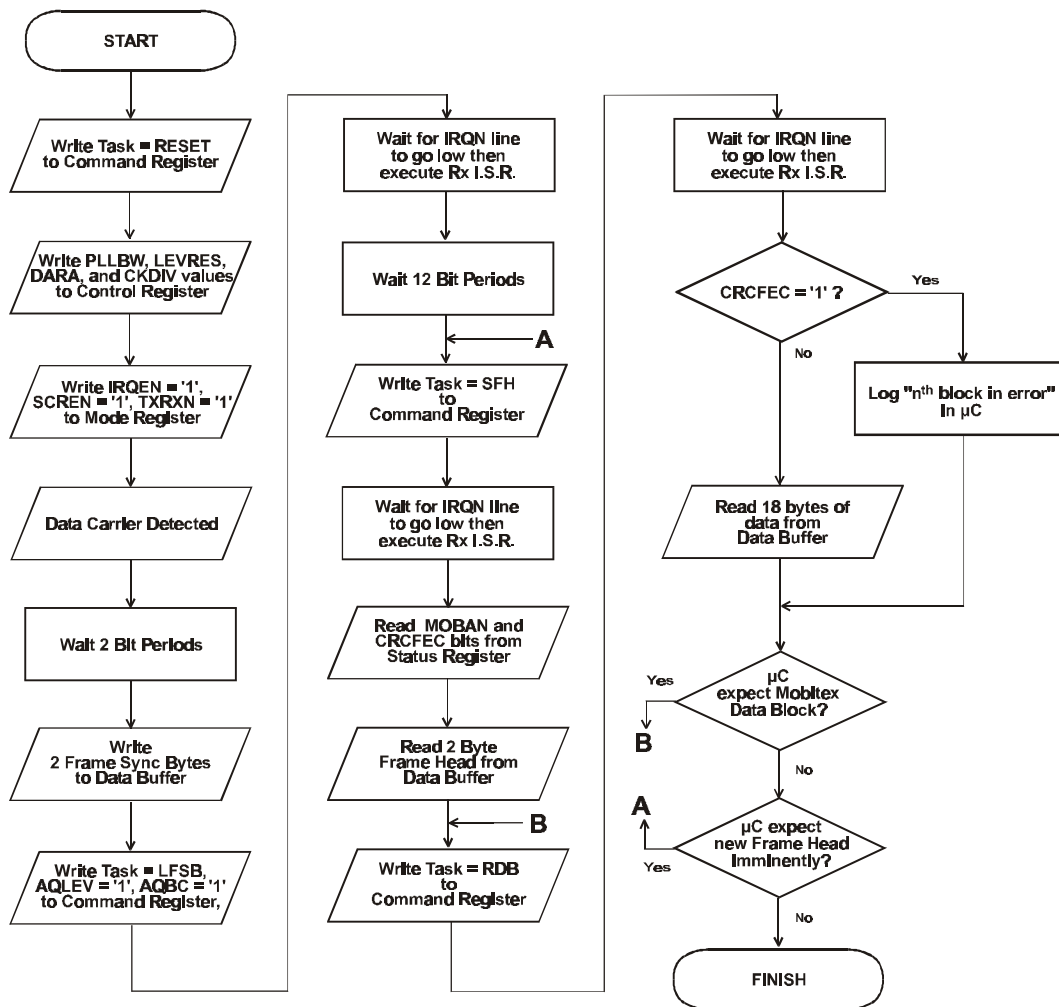 START
Write Task = RESET
to Command Register
Write PLLBW, LEVRES,
DARA, and CKDIV values
to Control Register
Write IRQEN = '1',
SCREN = '1', TXRXN = '1'
to Mode Register
Data Carrier Detected
Wait 2 Bit Periods
Write
2 Frame Sync Bytes
to Data Buffer
Write Task = LFSB,
AQLEV = '1', AQBC = '1'
to Command Register,
Wait for IRQN line
to go low then
execute Rx I.S.R.
Wait 12 Bit Periods
A
Write Task = SFH
to
Command Register
Wait for IRQN line
to go low then
execute Rx I.S.R.
Read MOBAN and
CRCFEC bits from
Status Register
Read 2 Byte
Frame Head from
Data Buffer
B
Write Task = RDB
to
Command Register
Wait for IRQN line
to go low then
execute Rx I.S.R.
CRCFEC = '1' ?
Yes
No
Log "nth block in error"
in µC
Read 18 bytes of
data from
Data Buffer
µC
expect Mobitex
Data Block?
Yes
B
No
A
µC expect
new Frame Head
Imminently?
Yes
No
FINISH